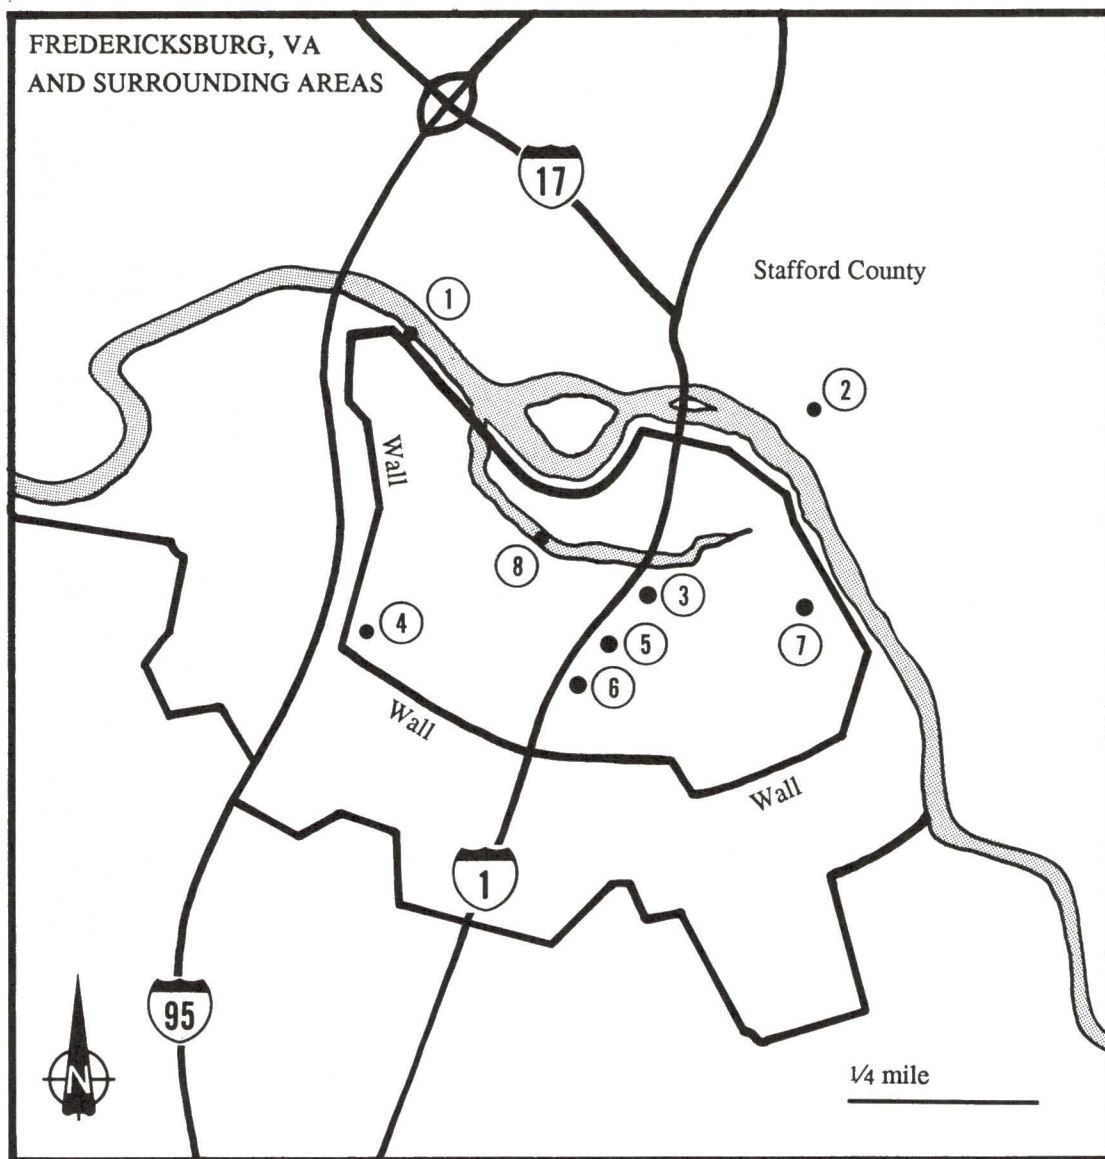 FREDERICKSBURG, VA
AND SURROUNDING AREAS
17
Stafford County
1
2
Wall
8
3
4
5
7
6
Wall
Wall
1
95
N
1/4 mile